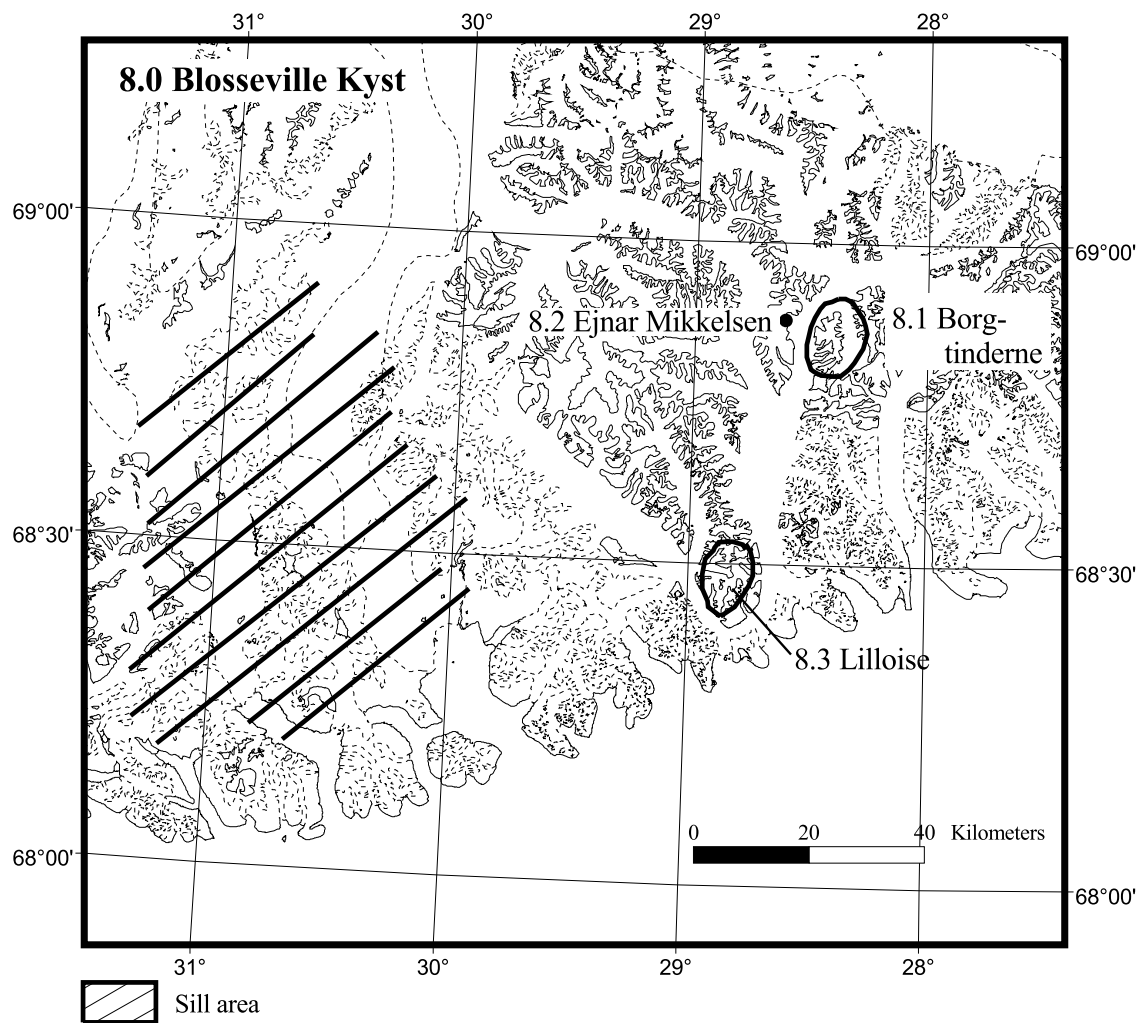 31° 30° 29° 28°
8.0 Blosseville Kyst
69°00'
69°00'
8.2 Ejnar Mikkelsen
8.1 Borg-
tinderne
68°30'
68°30'
8.3 Lilloise
0 20 40 Kilometers
68°00'
68°00'
31° 30° 29° 28°
Sill area